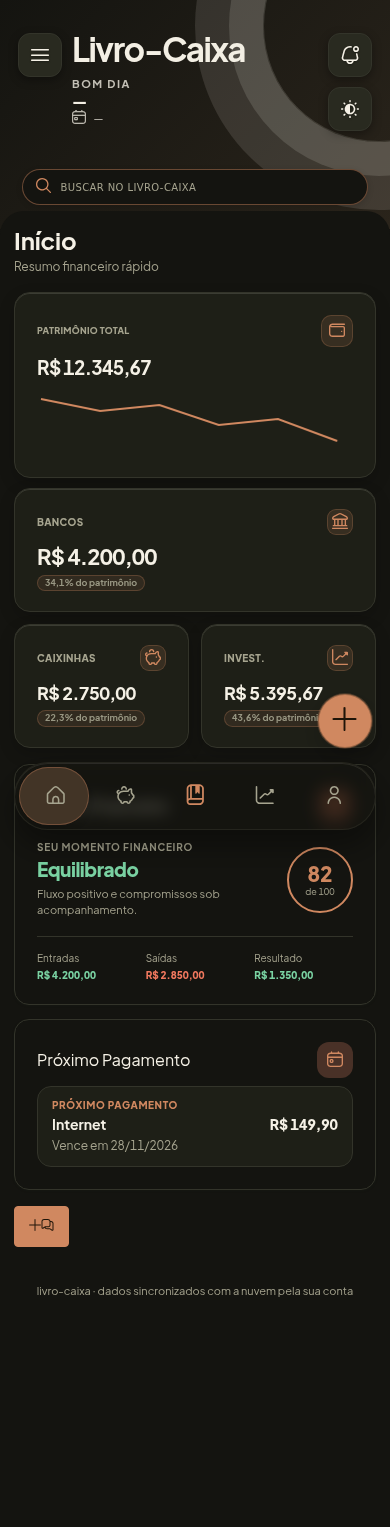 Livro-Caixa
BOM DIA
—
—
BUSCAR NO LIVRO-CAIXA
Início
Resumo financeiro rápido
PATRIMÔNIO TOTAL
R$ 12.345,67
BANCOS
R$ 4.200,00
34,1% do patrimônio
CAIXINHAS
R$ 2.750,00
22,3% do patrimônio
INVEST.
R$ 5.395,67
43,6% do patrimôni
SEU MOMENTO FINANCEIRO
Equilibrado
Fluxo positivo e compromissos sob
acompanhamento.
82
de 100
Entradas
R$ 4.200,00
Saídas
R$ 2.850,00
Resultado
R$ 1.350,00
Próximo Pagamento
PRÓXIMO PAGAMENTO
Internet
R$ 149,90
Vence em 28/11/2026
livro-caixa · dados sincronizados com a nuvem pela sua conta